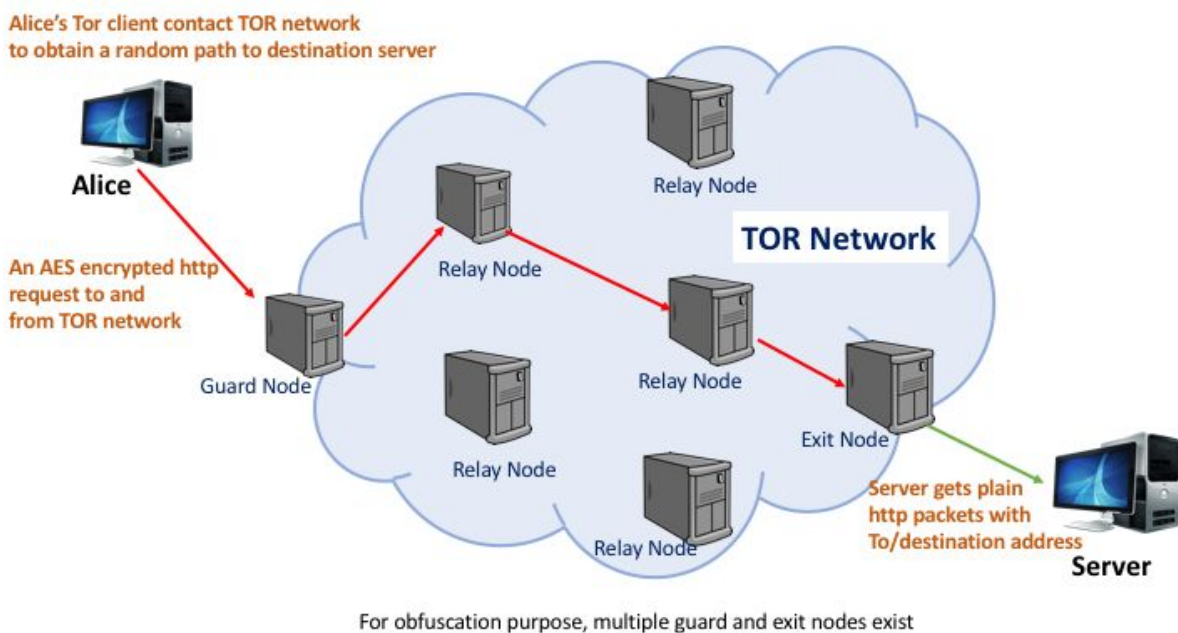 Alice's Tor client contact TOR network
to obtain a random path to destination server
Alice
Relay Node
TOR Network
Relay Node
An AES encrypted http
request to and
from TOR network
Guard Node
Relay Node
Exit Node
Relay Node
Relay Node
Server gets plain
http packets with
To/destination address
Server
For obfuscation purpose, multiple guard and exit nodes exist